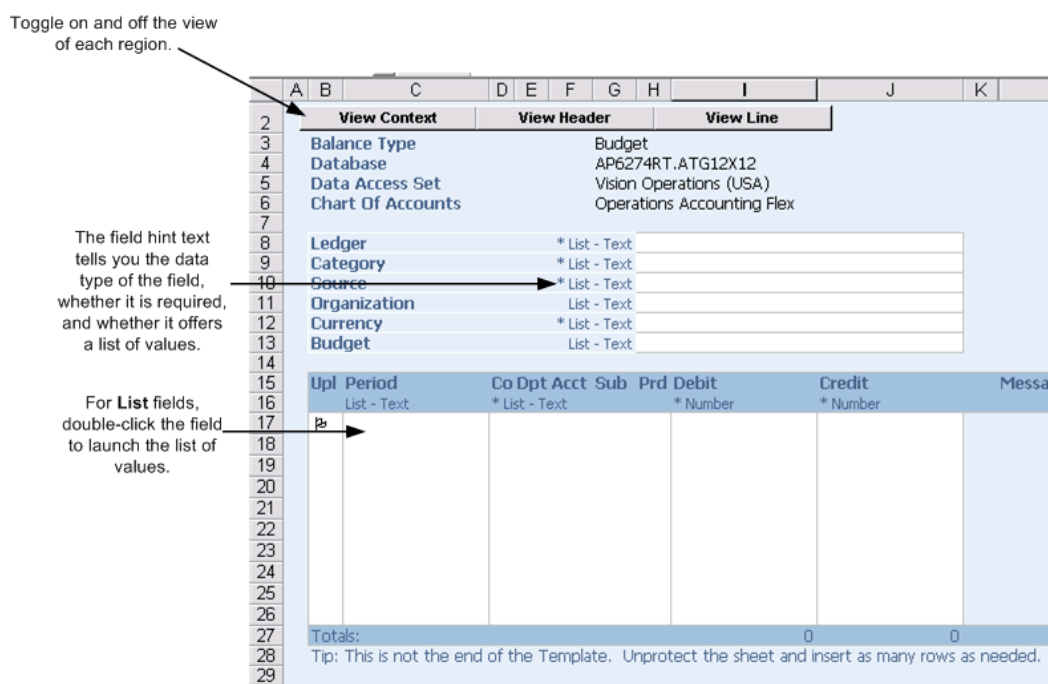 Toggle on and off the view
of each region.
A B C D E F G H I J K
2 View Context View Header View Line
3 Balance Type Budget
4 Database AP6274RT.ATG12X12
5 Data Access Set Vision Operations (USA)
6 Chart Of Accounts Operations Accounting Flex
7
The field hint text
tells you the data
type of the field,
whether it is required,
and whether it offers
a list of values.
8 Ledger * List - Text
9 Category * List - Text
10 Source * List - Text
11 Organization List - Text
12 Currency * List - Text
13 Budget List - Text
14
15 Upl Period Co Dpt Acct Sub Prd Debit Credit Messa
16 List - Text * List - Text * Number * Number
For List fields,
double-click the field
to launch the list of
values.
17
18
19
20
21
22
23
24
25
26
27 Totals: 0 0
28 Tip: This is not the end of the Template. Unprotect the sheet and insert as many rows as needed.
29